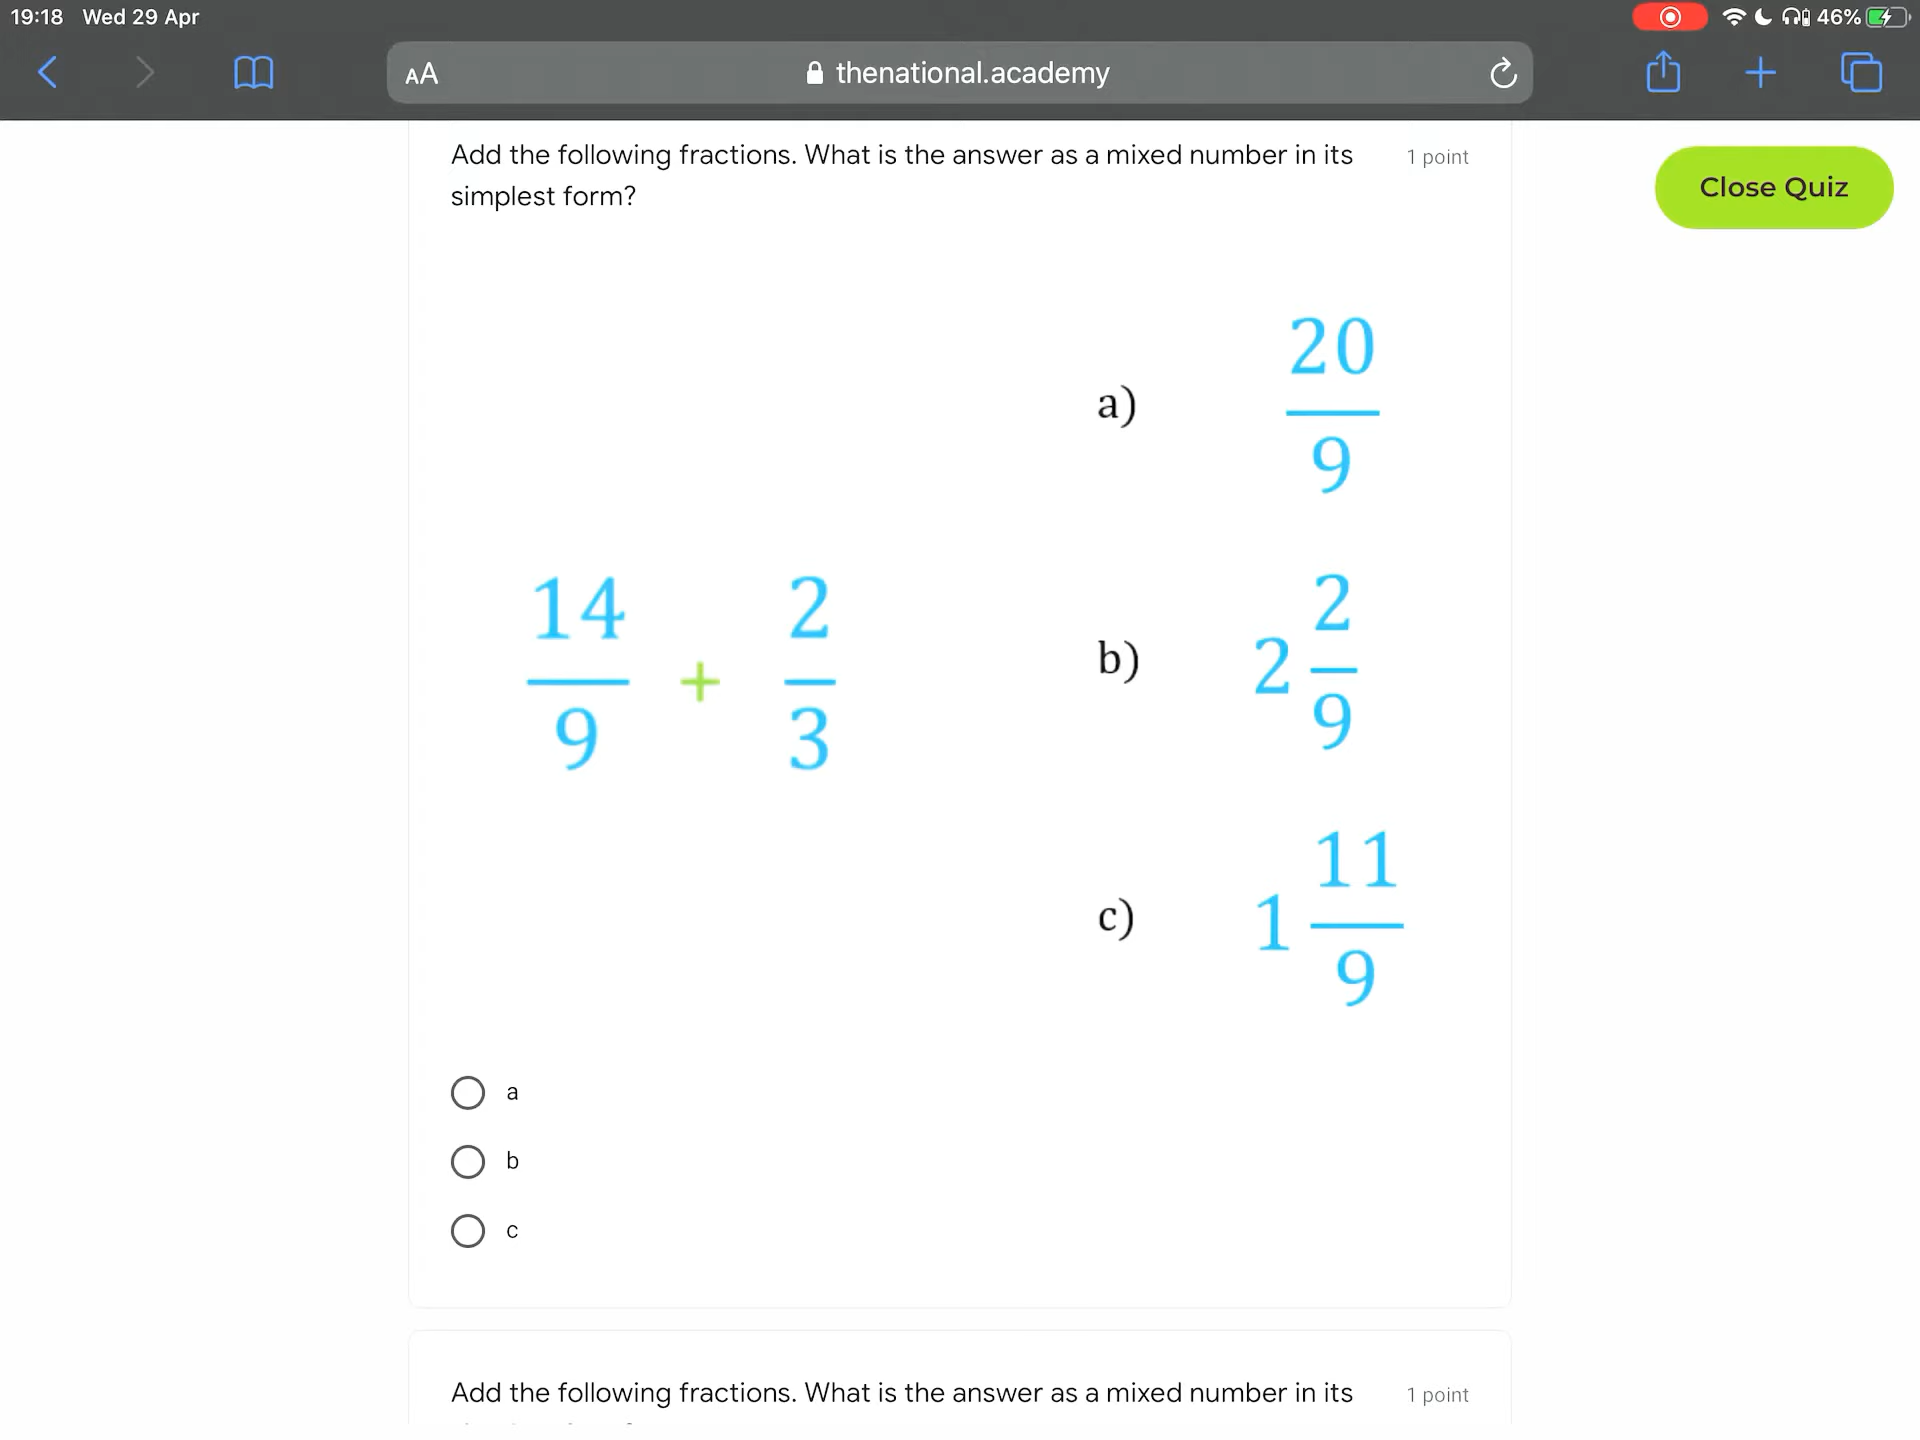 19:18 Wed 29 Apr
46%
AA
thenational.academy
Add the following fractions. What is the answer as a mixed number in its
simplest form?
1 point
Close Quiz
a) 20/9
14/9 + 2/3
b) 2 2/9
c) 1 11/9
a
b
c
Add the following fractions. What is the answer as a mixed number in its
1 point